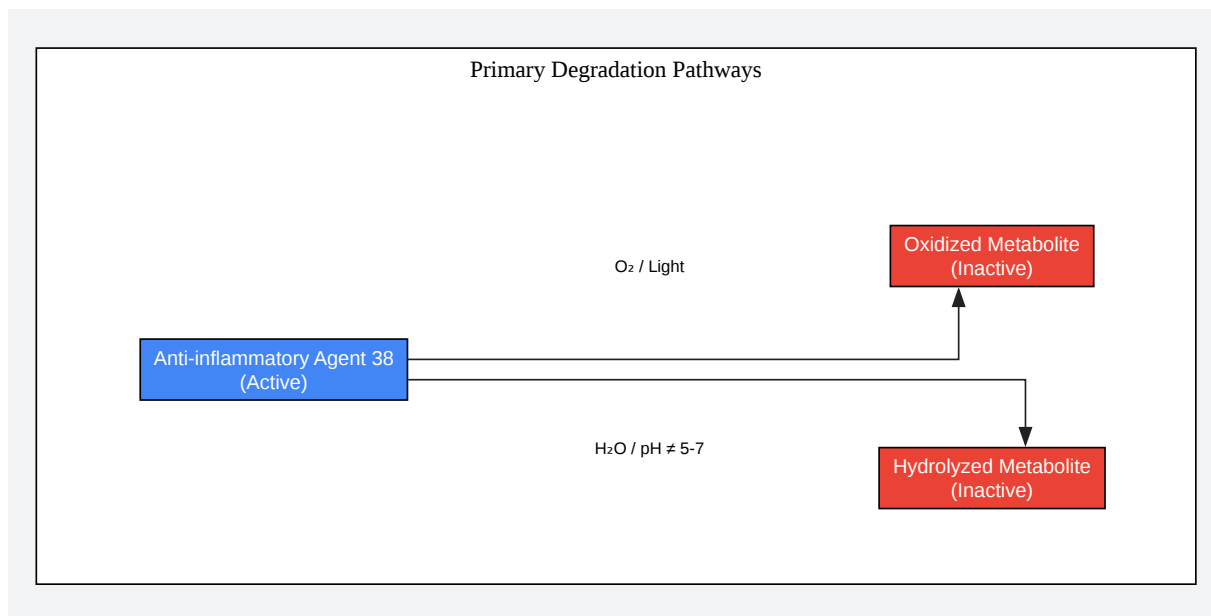 Primary Degradation Pathways
O₂ / Light
Oxidized Metabolite
(Inactive)
Anti-inflammatory Agent 38
(Active)
H₂O / pH ≠ 5-7
Hydrolyzed Metabolite
(Inactive)